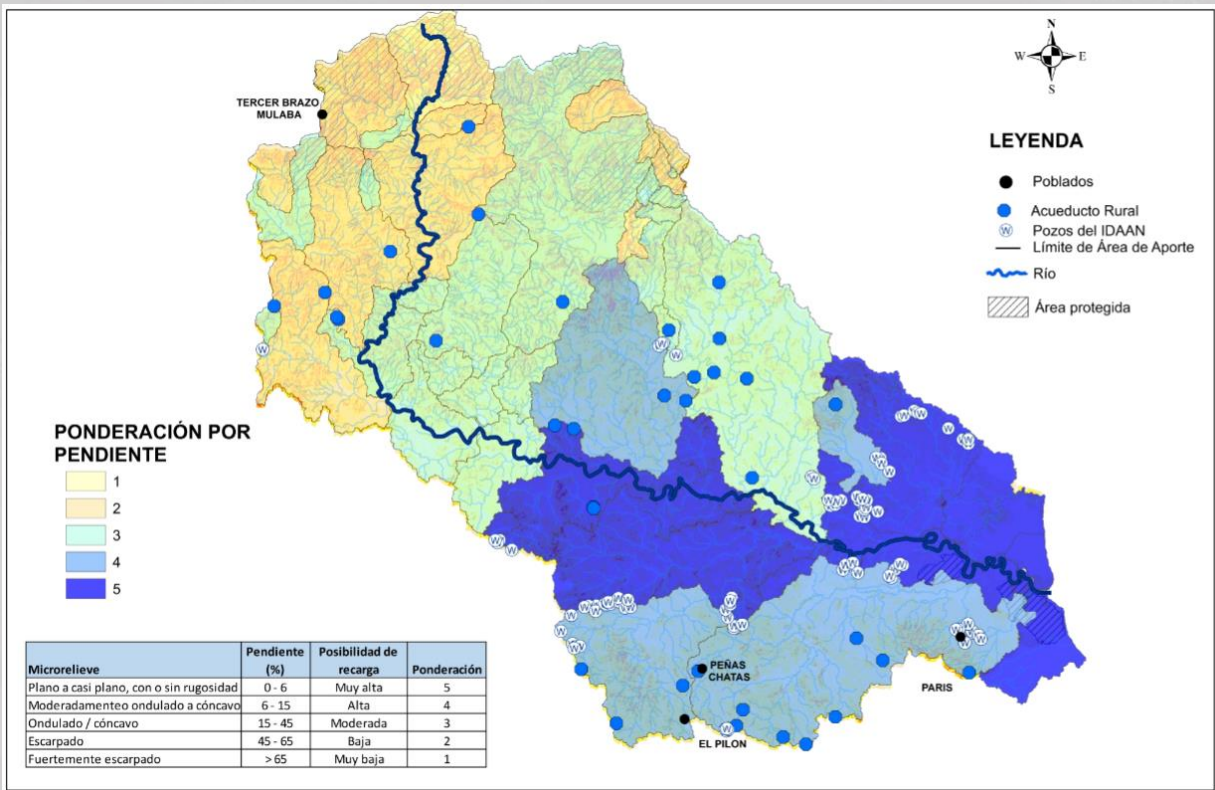 N
W
E
S
TERCER BRAZO
MULABA
LEYENDA
Poblados
Acueducto Rural
W Pozos del IDAAN
Límite de Área de Aporte
Río
Área protegida
PONDERACIÓN POR
PENDIENTE
1
2
3
4
5
PEÑAS
CHATAS
PARIS
EL PILON
Microrelieve Pendiente (%) Posibilidad de recarga Ponderación
Plano a casi plano, con o sin rugosidad 0 - 6 Muy alta 5
Moderadamenteo ondulado a cóncavo 6 - 15 Alta 4
Ondulado / cóncavo 15 - 45 Moderada 3
Escarpado 45 - 65 Baja 2
Fuertemente escarpado > 65 Muy baja 1